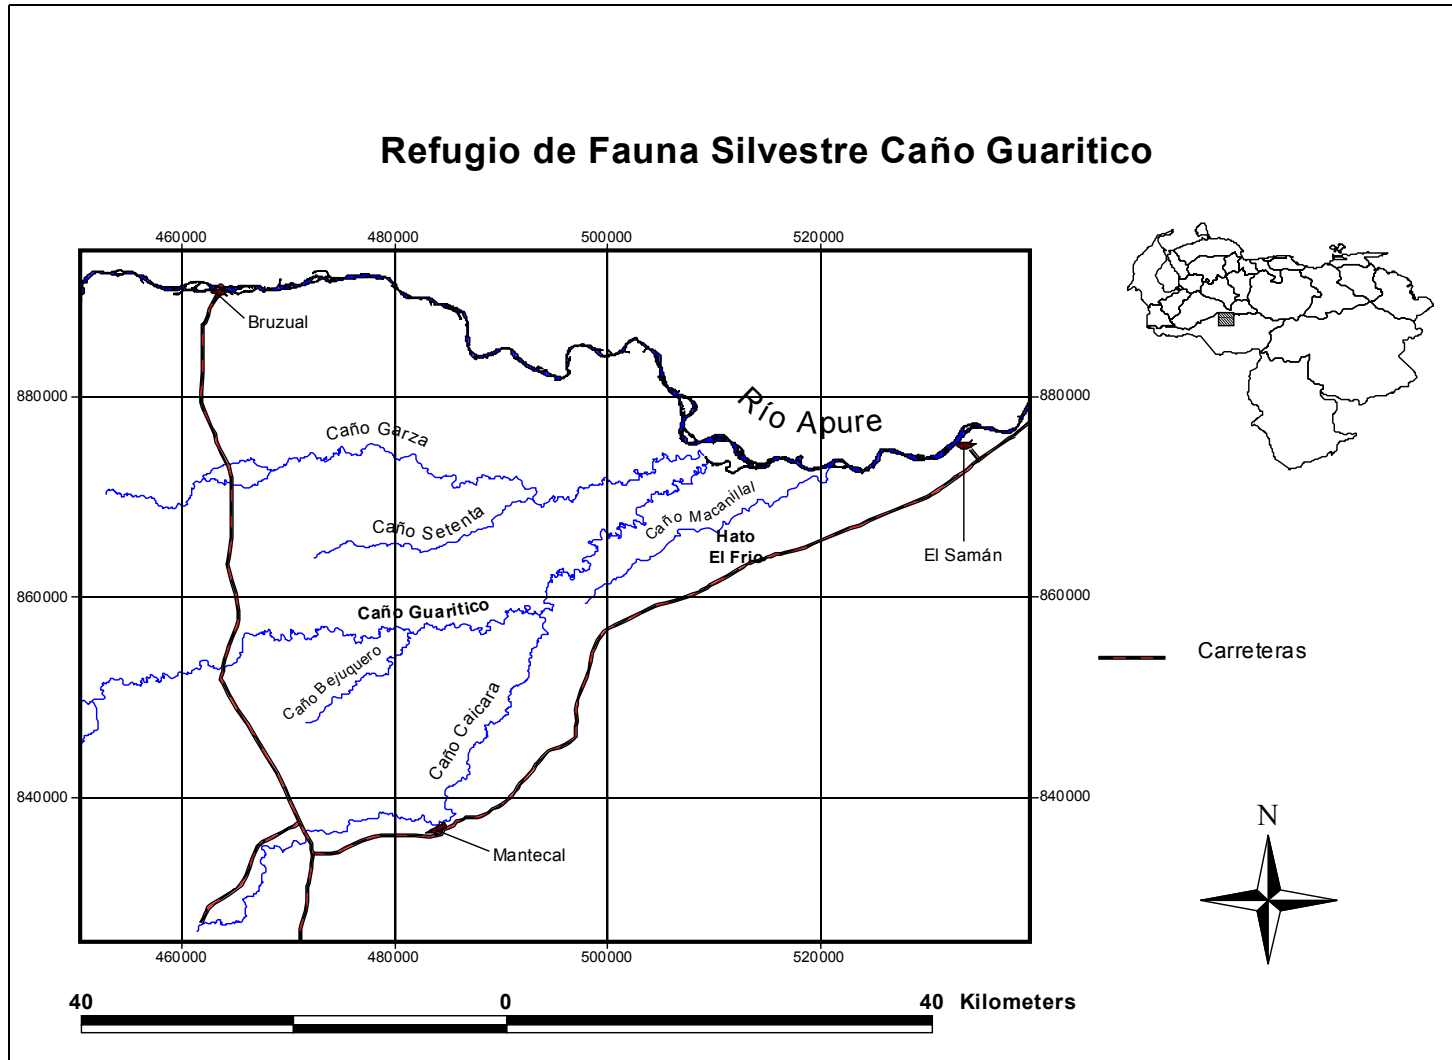 Refugio de Fauna Silvestre Caño Guaritico
460000 480000 500000 520000
Bruzual
880000 880000
Río Apure
Caño Garza
Caño Setenta
Caño Macanillal
Hato
El Frio
El Samán
860000 860000
Caño Guaritico
Caño Bejuquero
Caño Caicara
Carreteras
840000 840000
Mantecal
N
460000 480000 500000 520000
40 0 40 Kilometers